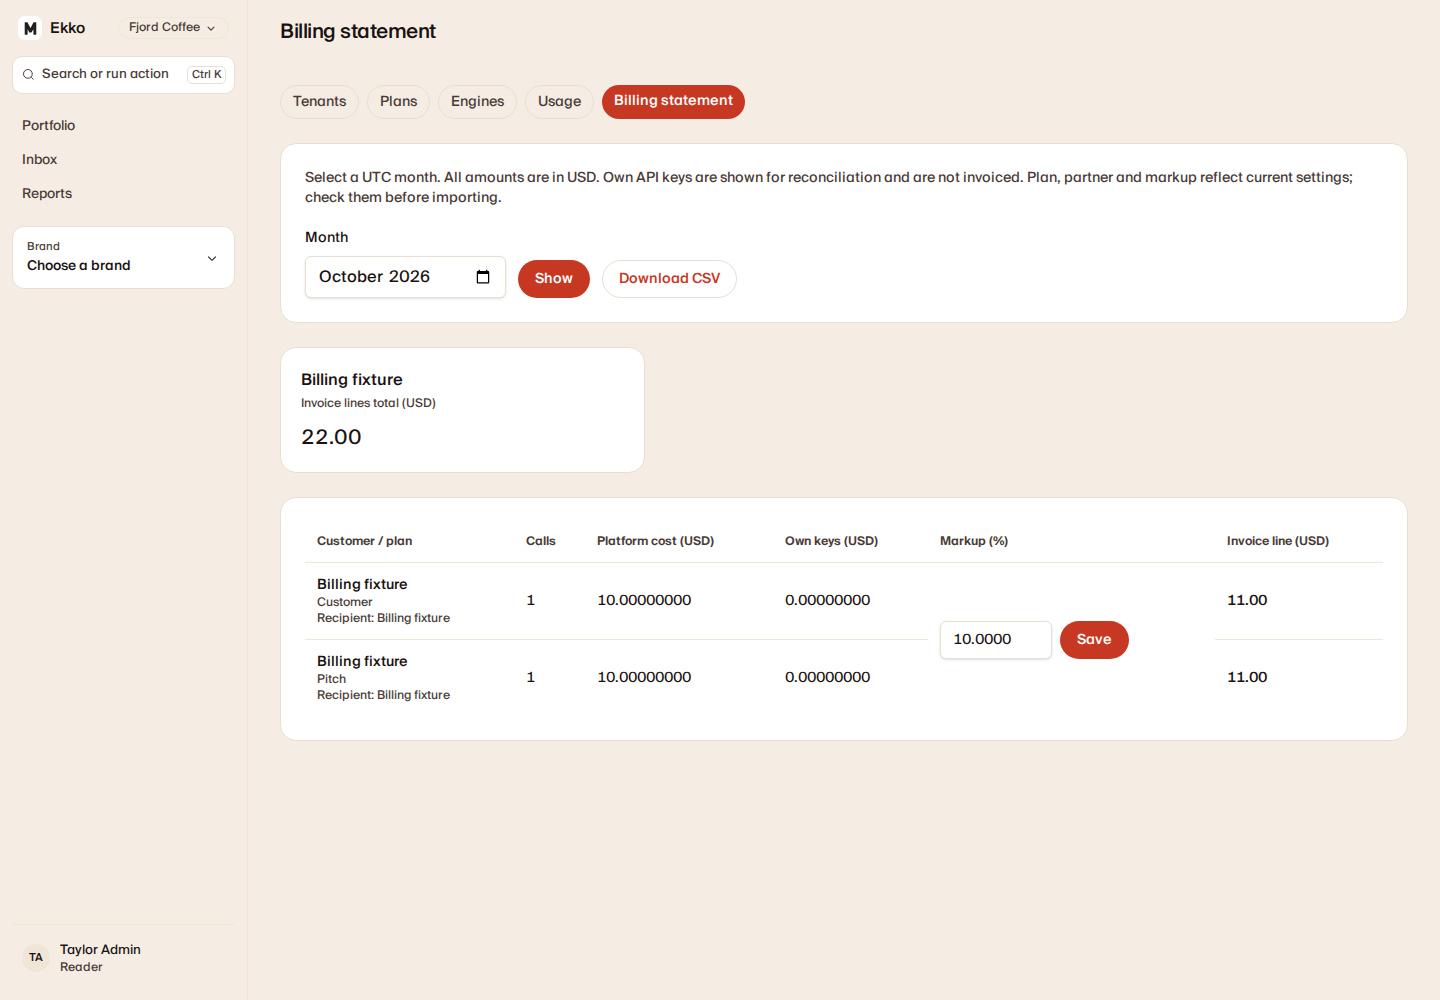 Ekko
Fjord Coffee
Search or run action
Ctrl K
Portfolio
Inbox
Reports
Brand
Choose a brand
TA
Taylor Admin
Reader
Billing statement
Tenants
Plans
Engines
Usage
Billing statement
Select a UTC month. All amounts are in USD. Own API keys are shown for reconciliation and are not invoiced. Plan, partner and markup reflect current settings;
check them before importing.
Month
October 2026
Show
Download CSV
Billing fixture
Invoice lines total (USD)
22.00
Customer / plan Calls Platform cost (USD) Own keys (USD) Markup (%) Invoice line (USD)
Billing fixture
Customer
Recipient: Billing fixture
1 10.00000000 0.00000000 11.00
10.0000 Save
Billing fixture
Pitch
Recipient: Billing fixture
1 10.00000000 0.00000000 11.00